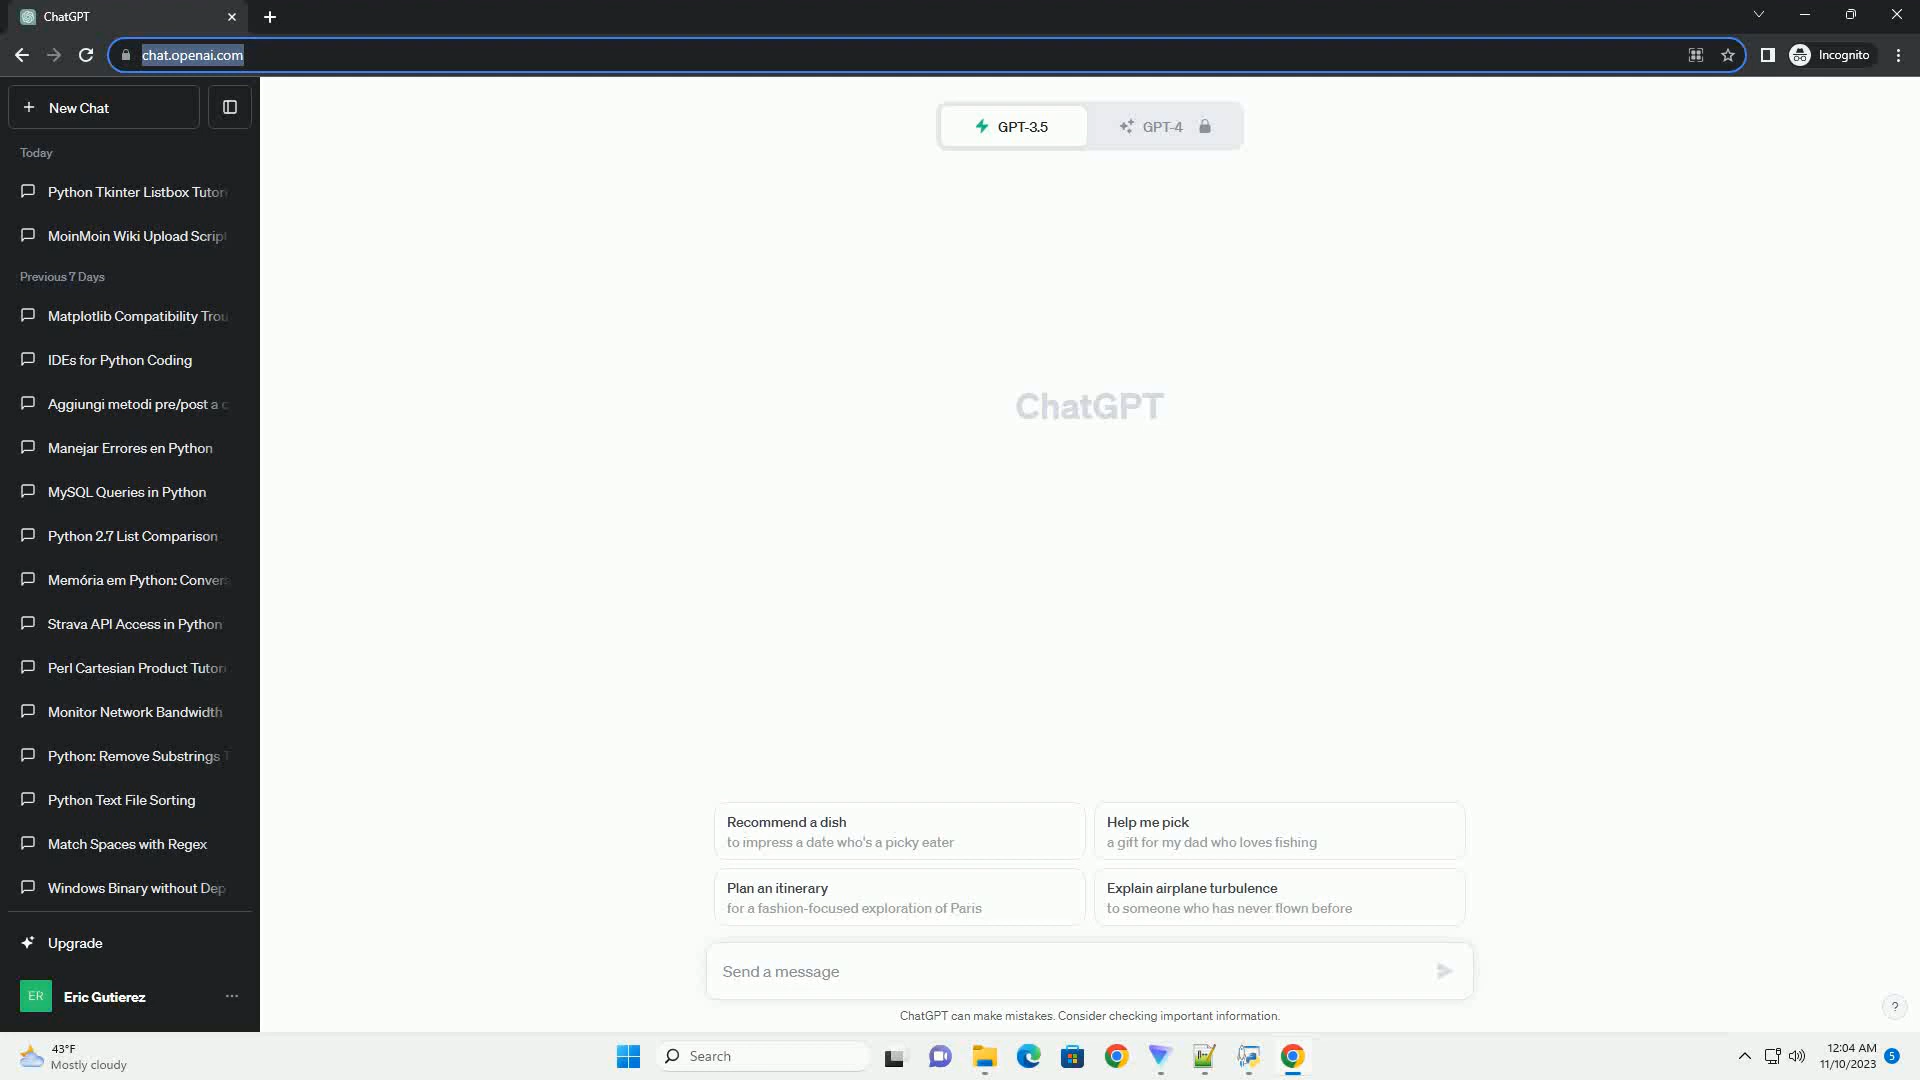 ChatGPT
chat.openai.com
Incognito
New Chat
Today
Python Tkinter Listbox Tutor
MoinMoin Wiki Upload Scrip
Previous 7 Days
Matplotlib Compatibility Trou
IDEs for Python Coding
Aggiungi metodi pre/post a c
Manejar Errores en Python
MySQL Queries in Python
Python 2.7 List Comparison
Memória em Python: Convers
Strava API Access in Python
Perl Cartesian Product Tutor
Monitor Network Bandwidth
Python: Remove Substrings T
Python Text File Sorting
Match Spaces with Regex
Windows Binary without Dep
Upgrade
ER
Eric Gutierez
GPT-3.5
GPT-4
ChatGPT
Recommend a dish
to impress a date who's a picky eater
Help me pick
a gift for my dad who loves fishing
Plan an itinerary
for a fashion-focused exploration of Paris
Explain airplane turbulence
to someone who has never flown before
Send a message
ChatGPT can make mistakes. Consider checking important information.
?
43°F
Mostly cloudy
Search
12:04 AM
11/10/2023
5